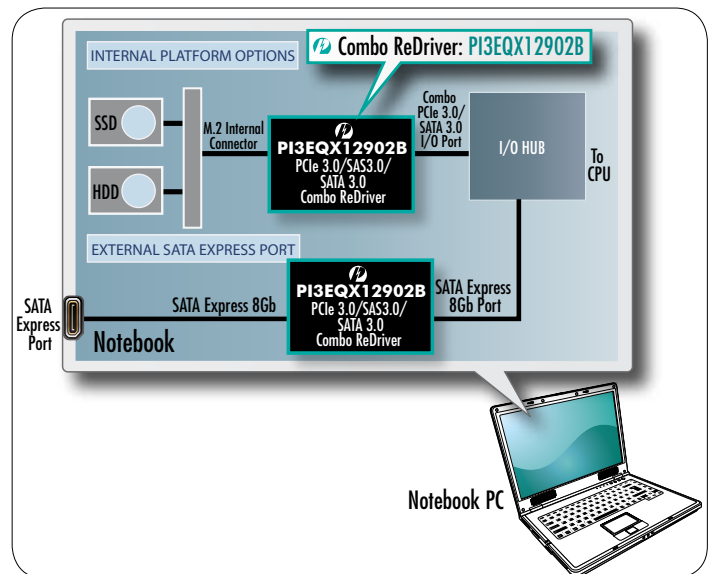 INTERNAL PLATFORM OPTIONS
Combo ReDriver: PI3EQX12902B
SSD
HDD
M.2 Internal
Connector
PI3EQX12902B
PCIe 3.0/SAS3.0/
SATA 3.0
Combo ReDriver
Combo
PCIe 3.0/
SATA 3.0
I/O Port
I/O HUB
To
CPU
EXTERNAL SATA EXPRESS PORT
SATA
Express
Port
SATA Express 8Gb
PI3EQX12902B
PCIe 3.0/SAS3.0/
SATA 3.0
Combo ReDriver
SATA Express
8Gb Port
Notebook
Notebook PC